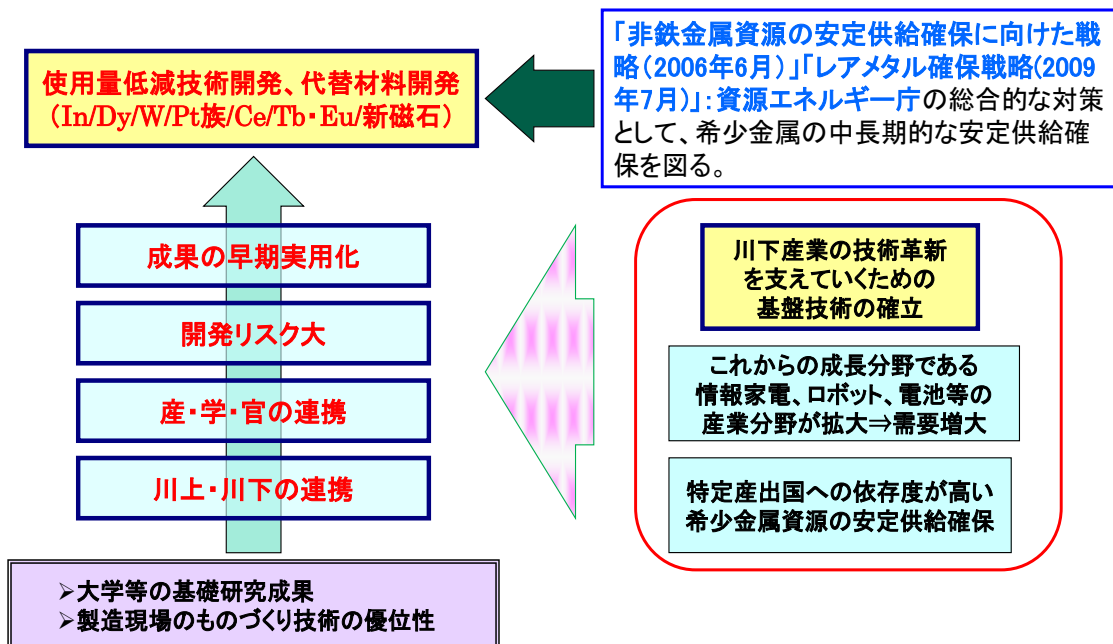 使用量低減技術開発、代替材料開発
（In/Dy/W/Pt族/Ce/Tb・Eu/新磁石）
「非鉄金属資源の安定供給確保に向けた戦
略（2006年6月）」「レアメタル確保戦略(2009
年7月)」：資源エネルギー庁の総合的な対策
として、希少金属の中長期的な安定供給確
保を図る。
成果の早期実用化
開発リスク大
産・学・官の連携
川上・川下の連携
川下産業の技術革新
を支えていくための
基盤技術の確立
これからの成長分野である
情報家電、ロボット、電池等の
産業分野が拡大⇒需要増大
特定産出国への依存度が高い
希少金属資源の安定供給確保
➢大学等の基礎研究成果
➢製造現場のものづくり技術の優位性